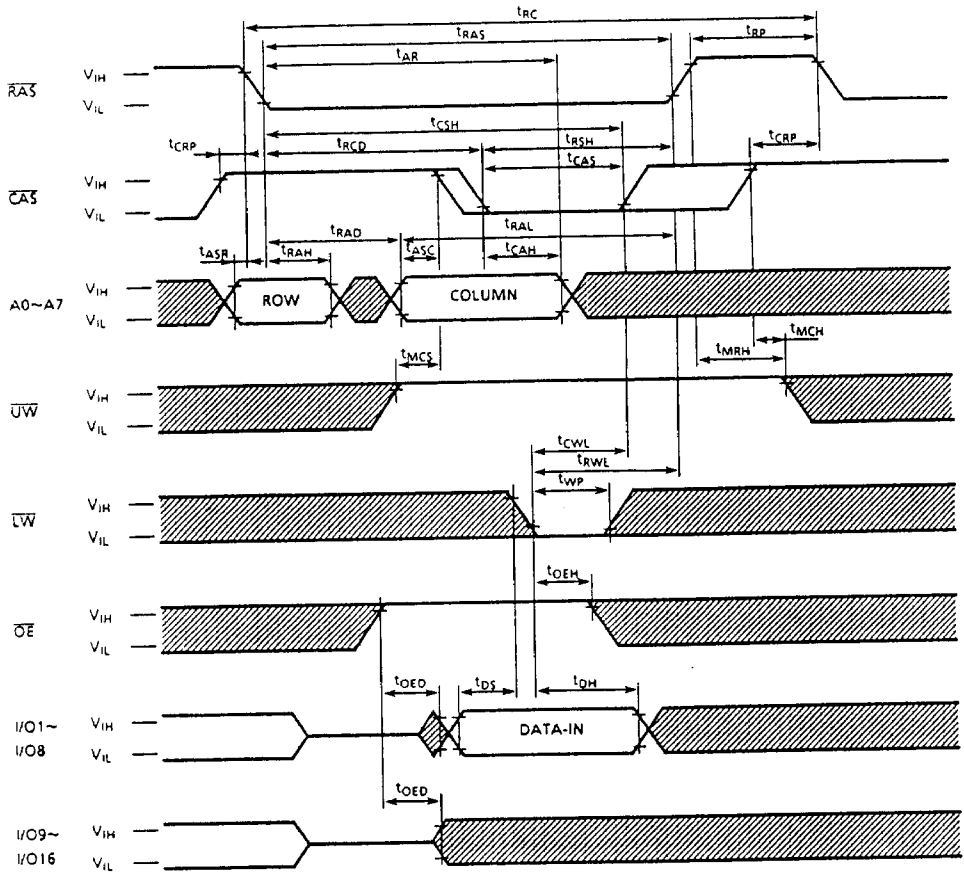 tRC
tRAS
tRP
tAR
RAS
VIH
VIL
tCSH
tCRP
tRCD
tRSH
tCRP
tCAS
CAS
VIH
VIL
tRAD
tRAL
tASR
tRAH
tASC
tCAH
A0~A7
VIH
VIL
ROW
COLUMN
tMCS
tMRH
tMCH
UW
VIH
VIL
tCWL
tRWL
tWP
LW
VIH
VIL
tOEH
OE
VIH
VIL
tOED
tDS
tDH
I/O1~
I/O8
VIH
VIL
DATA-IN
tOED
I/O9~
I/O16
VIH
VIL